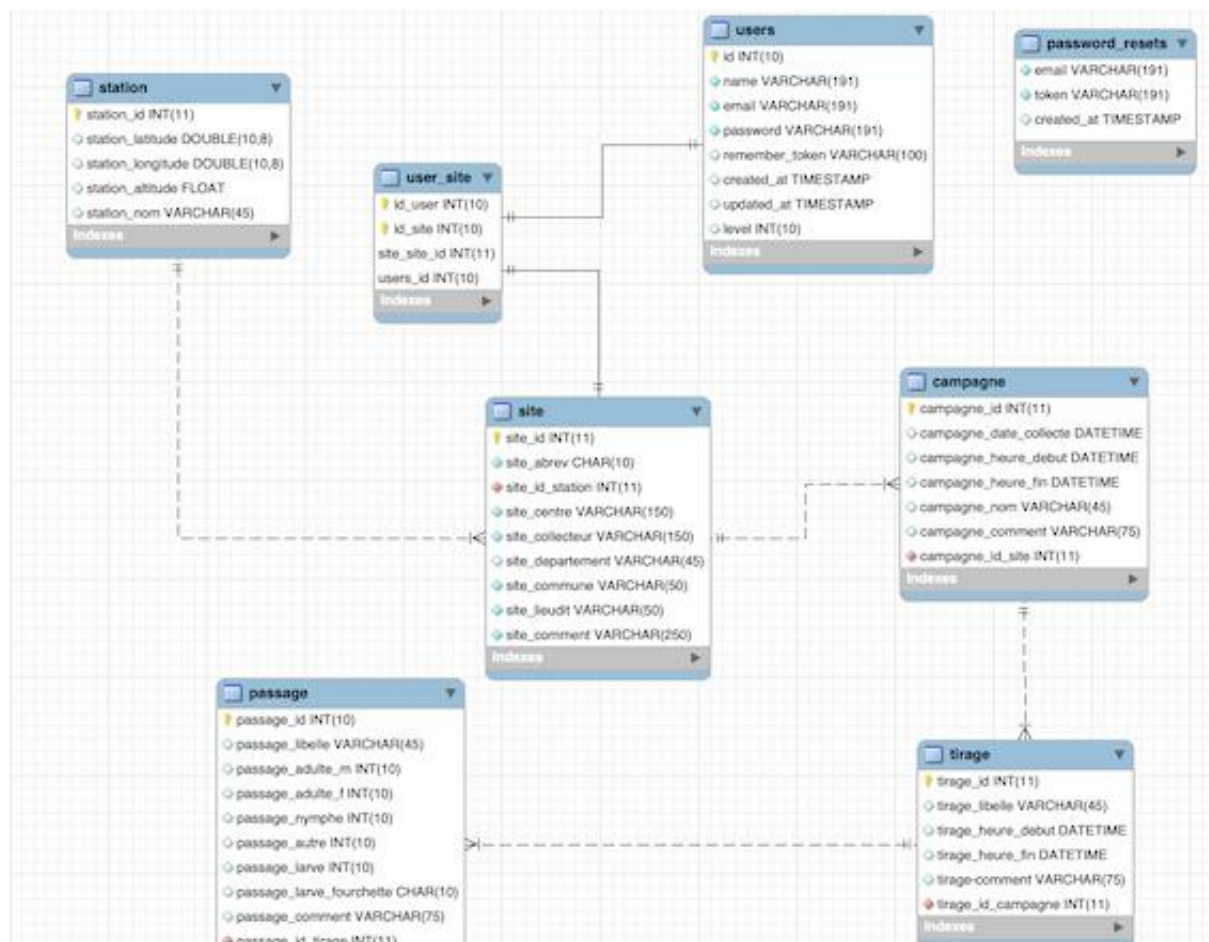 users
id INT(10)
name VARCHAR(191)
email VARCHAR(191)
password VARCHAR(191)
remember_token VARCHAR(100)
created_at TIMESTAMP
updated_at TIMESTAMP
level INT(10)
Indexes
password_resets
email VARCHAR(191)
token VARCHAR(191)
created_at TIMESTAMP
Indexes
station
station_id INT(11)
station_latitude DOUBLE(10,8)
station_longitude DOUBLE(10,8)
station_altitude FLOAT
station_nom VARCHAR(45)
Indexes
user_site
id_user INT(10)
id_site INT(10)
site_site_id INT(11)
users_id INT(10)
Indexes
site
site_id INT(11)
site_abrev CHAR(10)
site_id_station INT(11)
site_centre VARCHAR(150)
site_collecteur VARCHAR(150)
site_departement VARCHAR(45)
site_commune VARCHAR(50)
site_lieudit VARCHAR(50)
site_comment VARCHAR(250)
Indexes
campagne
campagne_id INT(11)
campagne_date_collecte DATETIME
campagne_heure_debut DATETIME
campagne_heure_fin DATETIME
campagne_nom VARCHAR(45)
campagne_comment VARCHAR(75)
campagne_id_site INT(11)
Indexes
passage
passage_id INT(10)
passage_libelle VARCHAR(45)
passage_adulte_m INT(10)
passage_adulte_f INT(10)
passage_nymphe INT(10)
passage_autre INT(10)
passage_larve INT(10)
passage_larve_fourchette CHAR(10)
passage_comment VARCHAR(75)
passage_id_tirage INT(11)
tirage
tirage_id INT(11)
tirage_libelle VARCHAR(45)
tirage_heure_debut DATETIME
tirage_heure_fin DATETIME
tirage-comment VARCHAR(75)
tirage_id_campagne INT(11)
Indexes